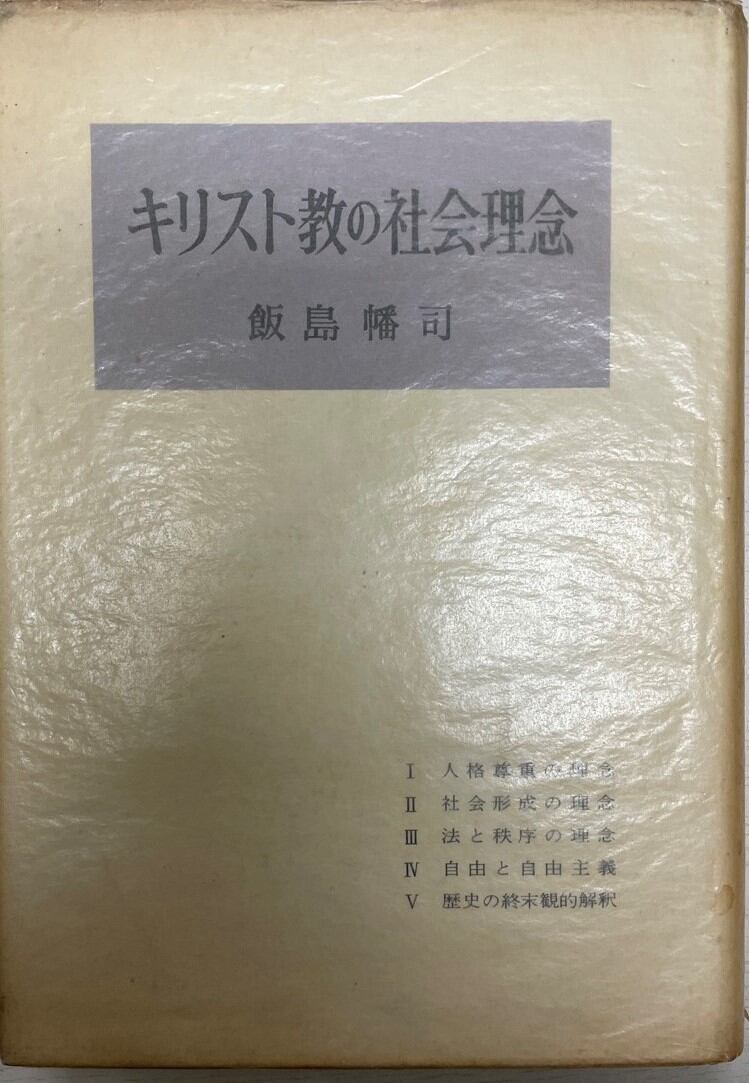 キリスト教の社会理念
飯島幡司
I 人格尊重の理念
II 社会形成の理念
III 法と秩序の理念
IV 自由と自由主義
V 歴史の終末観的解釈